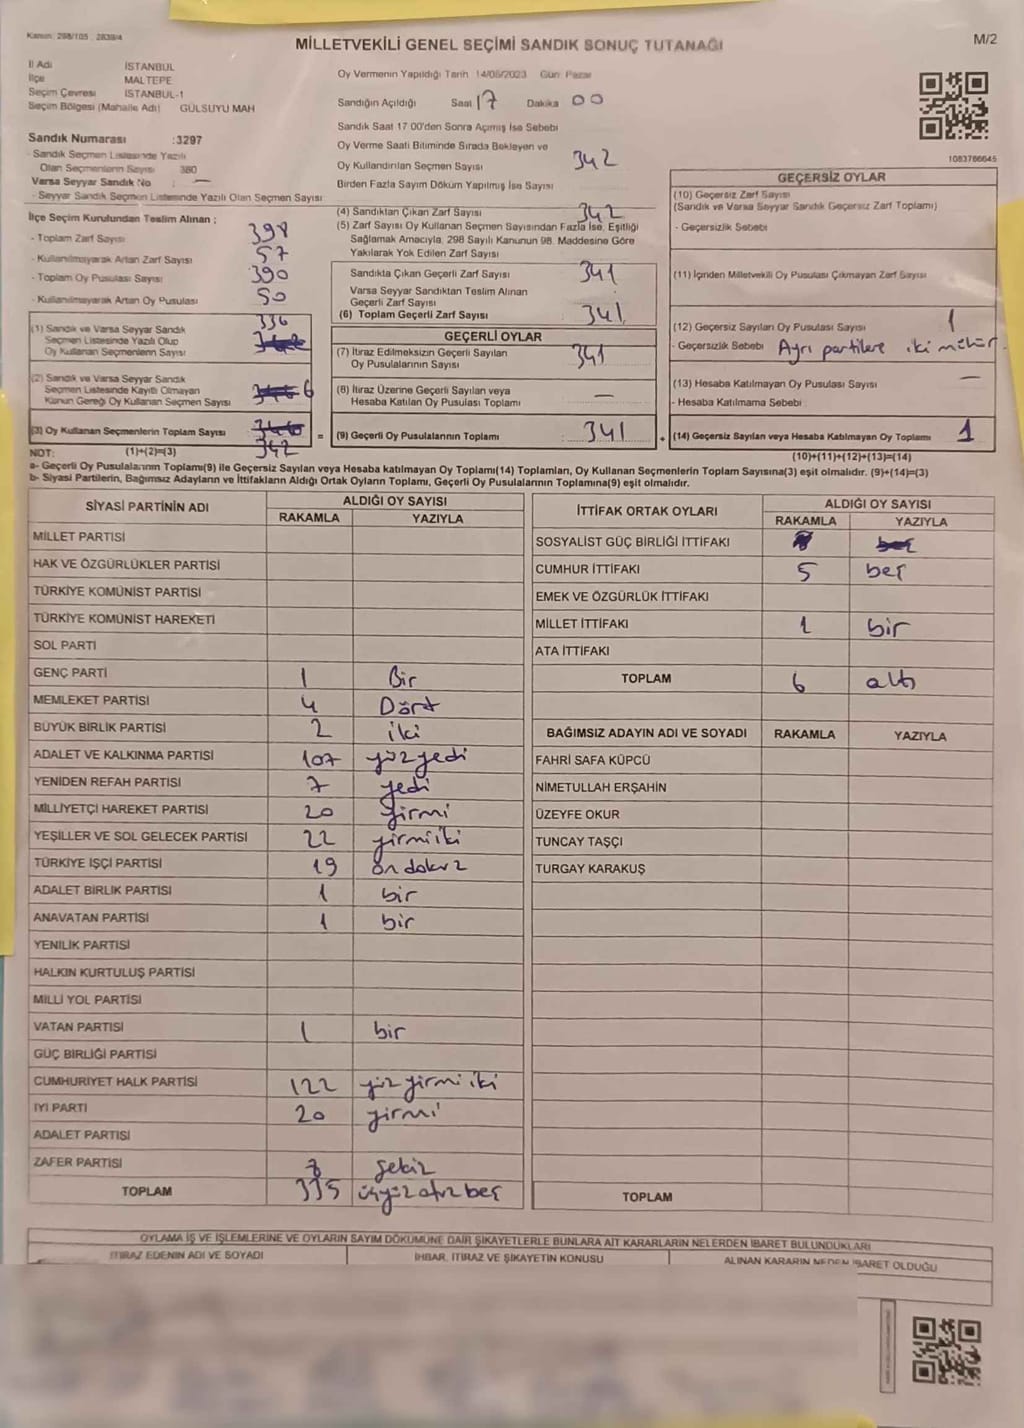 Kanun: 298/105 : 2839/4
MİLLETVEKİLİ GENEL SEÇİMİ SANDIK SONUÇ TUTANAĞI
M/2
İl Adı İSTANBUL
İlçe MALTEPE
Seçim Çevresi İSTANBUL-1
Seçim Bölgesi (Mahalle Adı) GÜLSUYU MAH
Sandık Numarası :3297
- Sandık Seçmen Listesinde Yazılı
Olan Seçmenlerin Sayısı 380
Varsa Seyyar Sandık No : —
- Seyyar Sandık Seçmen Listesinde Yazılı Olan Seçmen Sayısı:
İlçe Seçim Kurulundan Teslim Alınan ;
- Toplam Zarf Sayısı 398
- Kullanılmayarak Artan Zarf Sayısı 57
- Toplam Oy Pusulası Sayısı 390
- Kullanılmayarak Artan Oy Pusulası 50
(1) Sandık ve Varsa Seyyar Sandık
Seçmen Listesinde Yazılı Olup
Oy Kullanan Seçmenlerin Sayısı 336
(2) Sandık ve Varsa Seyyar Sandık
Seçmen Listesinde Kayıtlı Olmayan
Kanun Gereği Oy Kullanan Seçmen Sayısı 6
(3) Oy Kullanan Seçmenlerin Toplam Sayısı 342
Oy Vermenin Yapıldığı Tarih 14/05/2023 Gün: Pazar
Sandığın Açıldığı Saat 17 Dakika 00
Sandık Saat 17 00'den Sonra Açılmış İse Sebebi
Oy Verme Saati Bitiminde Sırada Bekleyen ve
Oy Kullandırılan Seçmen Sayısı 342
Birden Fazla Sayım Döküm Yapılmış İse Sayısı
(4) Sandıktan Çıkan Zarf Sayısı 342
(5) Zarf Sayısı Oy Kullanan Seçmen Sayısından Fazla İse, Eşitliği
Sağlamak Amacıyla, 298 Sayılı Kanunun 98. Maddesine Göre
Yakılarak Yok Edilen Zarf Sayısı
Sandıkta Çıkan Geçerli Zarf Sayısı 341
Varsa Seyyar Sandıktan Teslim Alınan
Geçerli Zarf Sayısı
(6) Toplam Geçerli Zarf Sayısı 341
GEÇERLİ OYLAR
(7) İtiraz Edilmeksizin Geçerli Sayılan
Oy Pusulalarının Sayısı 341
(8) İtiraz Üzerine Geçerli Sayılan veya
Hesaba Katılan Oy Pusulası Toplamı —
= (9) Geçerli Oy Pusulalarının Toplamı 341
1083766645
GEÇERSİZ OYLAR
(10) Geçersiz Zarf Sayısı
(Sandık ve Varsa Seyyar Sandık Geçersiz Zarf Toplamı)
- Geçersizlik Sebebi
(11) İçinden Milletvekili Oy Pusulası Çıkmayan Zarf Sayısı
(12) Geçersiz Sayılan Oy Pusulası Sayısı 1
- Geçersizlik Sebebi Ayrı partilere iki mühür
(13) Hesaba Katılmayan Oy Pusulası Sayısı —
- Hesaba Katılmama Sebebi
+ (14) Geçersiz Sayılan veya Hesaba Katılmayan Oy Toplamı 1
NOT: (1)+(2)=(3)
(10)+(11)+(12)+(13)=(14)
a- Geçerli Oy Pusulalarının Toplamı(9) ile Geçersiz Sayılan veya Hesaba katılmayan Oy Toplamı(14) Toplamları, Oy Kullanan Seçmenlerin Toplam Sayısına(3) eşit olmalıdır. (9)+(14)=(3)
b- Siyasi Partilerin, Bağımsız Adayların ve İttifakların Aldığı Ortak Oyların Toplamı, Geçerli Oy Pusulalarının Toplamına(9) eşit olmalıdır.
SİYASİ PARTİNİN ADI ALDIĞI OY SAYISI
RAKAMLA YAZIYLA
MİLLET PARTİSİ
HAK VE ÖZGÜRLÜKLER PARTİSİ
TÜRKİYE KOMÜNİST PARTİSİ
TÜRKİYE KOMÜNİST HAREKETİ
SOL PARTİ
GENÇ PARTİ 1 Bir
MEMLEKET PARTİSİ 4 Dört
BÜYÜK BİRLİK PARTİSİ 2 iki
ADALET VE KALKINMA PARTİSİ 107 yüzyedi
YENİDEN REFAH PARTİSİ 7 yedi
MİLLİYETÇİ HAREKET PARTİSİ 20 yirmi
YEŞİLLER VE SOL GELECEK PARTİSİ 22 yirmiiki
TÜRKİYE İŞÇİ PARTİSİ 19 on dokuz
ADALET BİRLİK PARTİSİ 1 bir
ANAVATAN PARTİSİ 1 bir
YENİLİK PARTİSİ
HALKIN KURTULUŞ PARTİSİ
MİLLİ YOL PARTİSİ
VATAN PARTİSİ 1 bir
GÜÇ BİRLİĞİ PARTİSİ
CUMHURİYET HALK PARTİSİ 122 yüz yirmi iki
İYİ PARTİ 20 yirmi
ADALET PARTİSİ
ZAFER PARTİSİ 8 sekiz
TOPLAM 335 üçyüz otuz beş
İTTİFAK ORTAK OYLARI ALDIĞI OY SAYISI
RAKAMLA YAZIYLA
SOSYALİST GÜÇ BİRLİĞİ İTTİFAKI
CUMHUR İTTİFAKI 5 beş
EMEK VE ÖZGÜRLÜK İTTİFAKI
MİLLET İTTİFAKI 1 bir
ATA İTTİFAKI
TOPLAM 6 altı
BAĞIMSIZ ADAYIN ADI VE SOYADI RAKAMLA YAZIYLA
FAHRİ SAFA KÜPCÜ
NİMETULLAH ERŞAHİN
ÜZEYFE OKUR
TUNCAY TAŞÇI
TURGAY KARAKUŞ
TOPLAM
OYLAMA İŞ VE İŞLEMLERİNE VE OYLARIN SAYIM DÖKÜMÜNE DAİR ŞİKAYETLERLE BUNLARA AİT KARARLARIN NELERDEN İBARET BULUNDUKLARI
İTİRAZ EDENİN ADI VE SOYADI
İHBAR, İTİRAZ VE ŞİKAYETİN KONUSU
ALINAN KARARIN NEDEN İBARET OLDUĞU